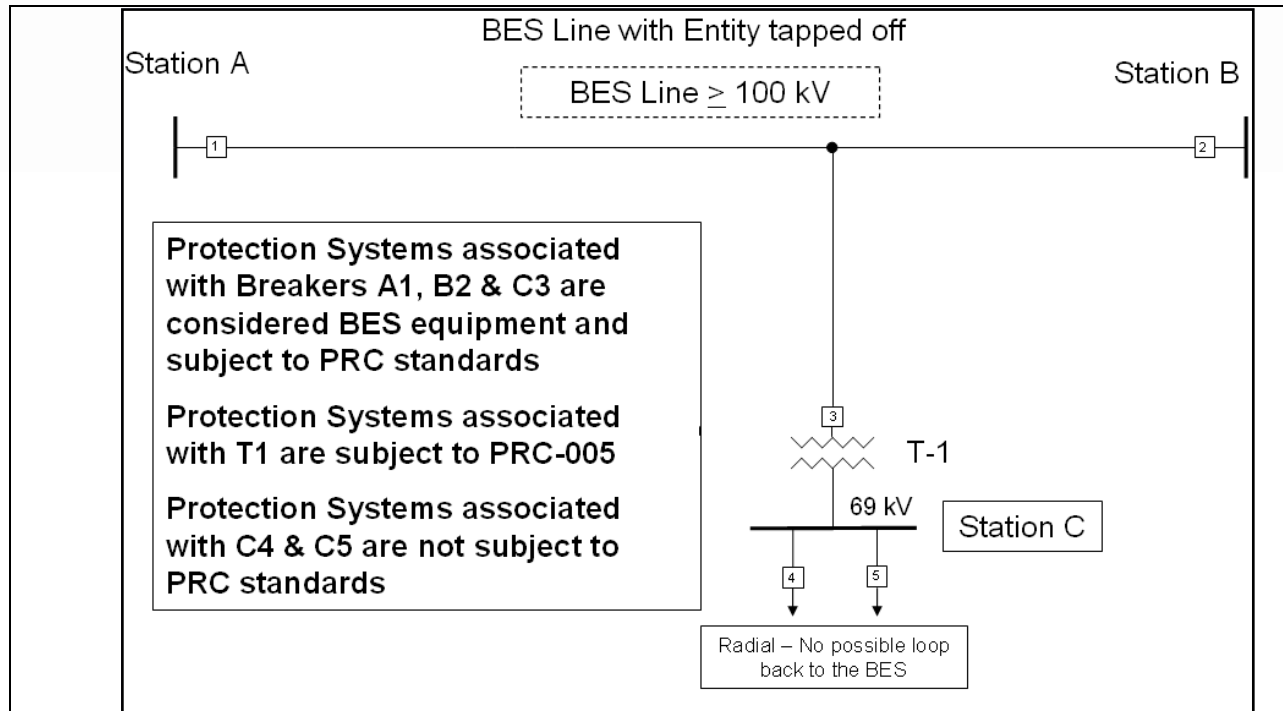 BES Line with Entity tapped off
Station A
BES Line ≥ 100 kV
Station B
1
2
Protection Systems associated
with Breakers A1, B2 & C3 are
considered BES equipment and
subject to PRC standards
Protection Systems associated
with T1 are subject to PRC-005
Protection Systems associated
with C4 & C5 are not subject to
PRC standards
3
T-1
69 kV
Station C
4
5
Radial – No possible loop
back to the BES